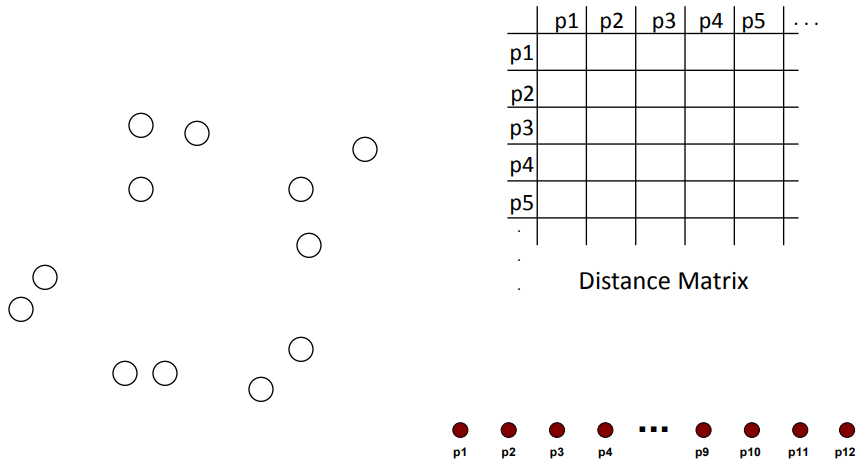 p1 p2 p3 p4 p5 ...
p1
p2
p3
p4
p5
.
.
.
Distance Matrix
...
p1 p2 p3 p4 p9 p10 p11 p12